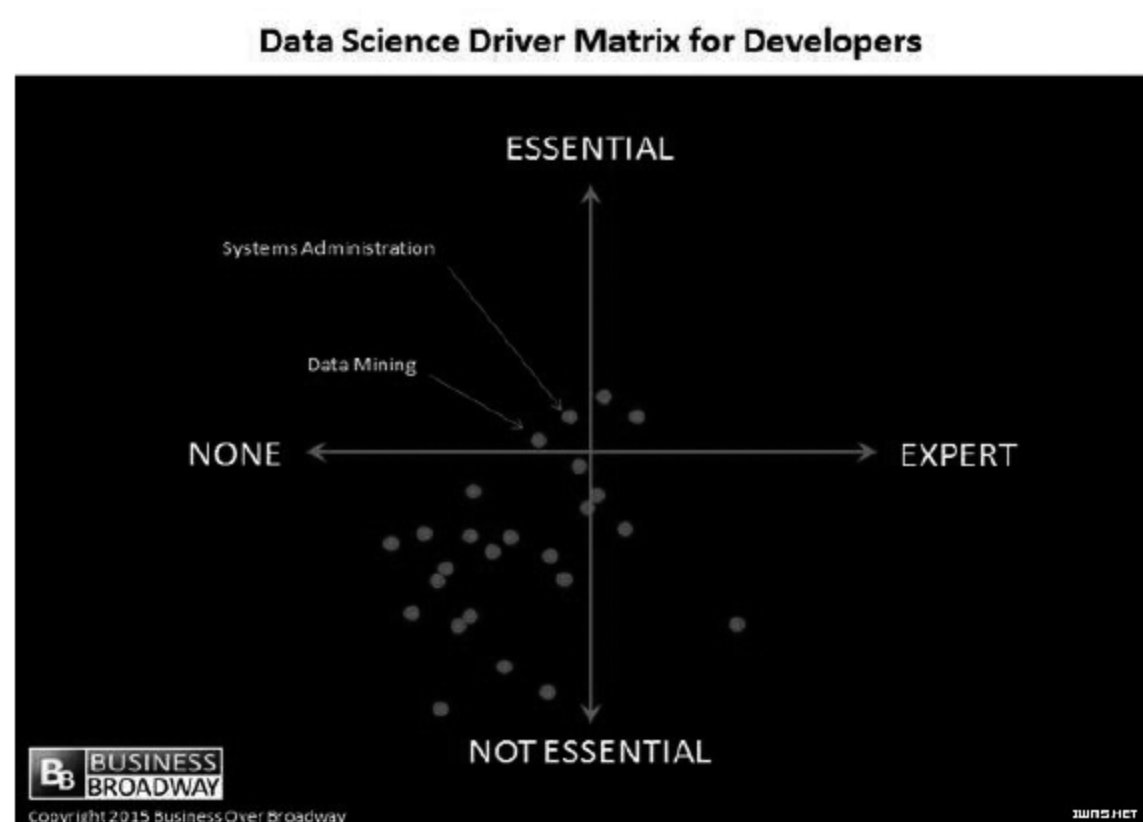 Data Science Driver Matrix for Developers
ESSENTIAL
Systems Administration
Data Mining
NONE
EXPERT
NOT ESSENTIAL
BB BUSINESS
BROADWAY
Copyright 2015 Business Over Broadway